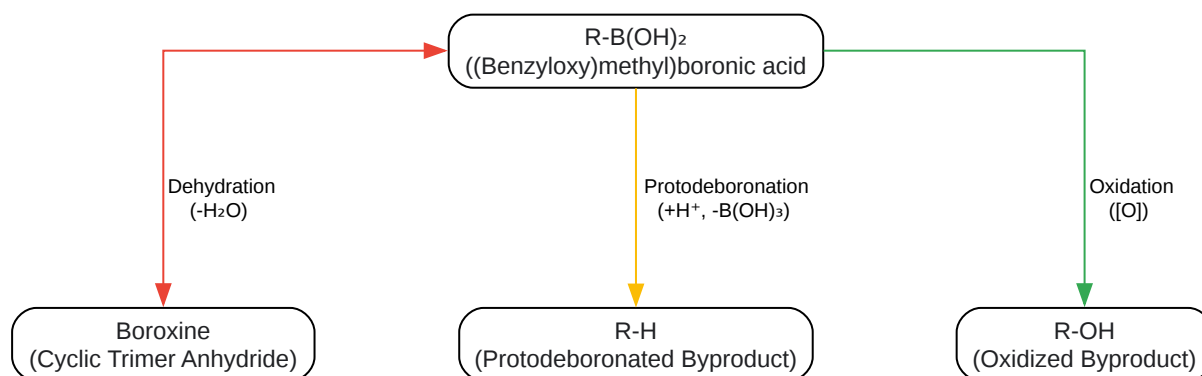 R-B(OH)₂
((Benzyloxy)methyl)boronic acid
Dehydration
(-H₂O)
Protodeboronation
(+H⁺, -B(OH)₃)
Oxidation
([O])
Boroxine
(Cyclic Trimer Anhydride)
R-H
(Protodeboronated Byproduct)
R-OH
(Oxidized Byproduct)